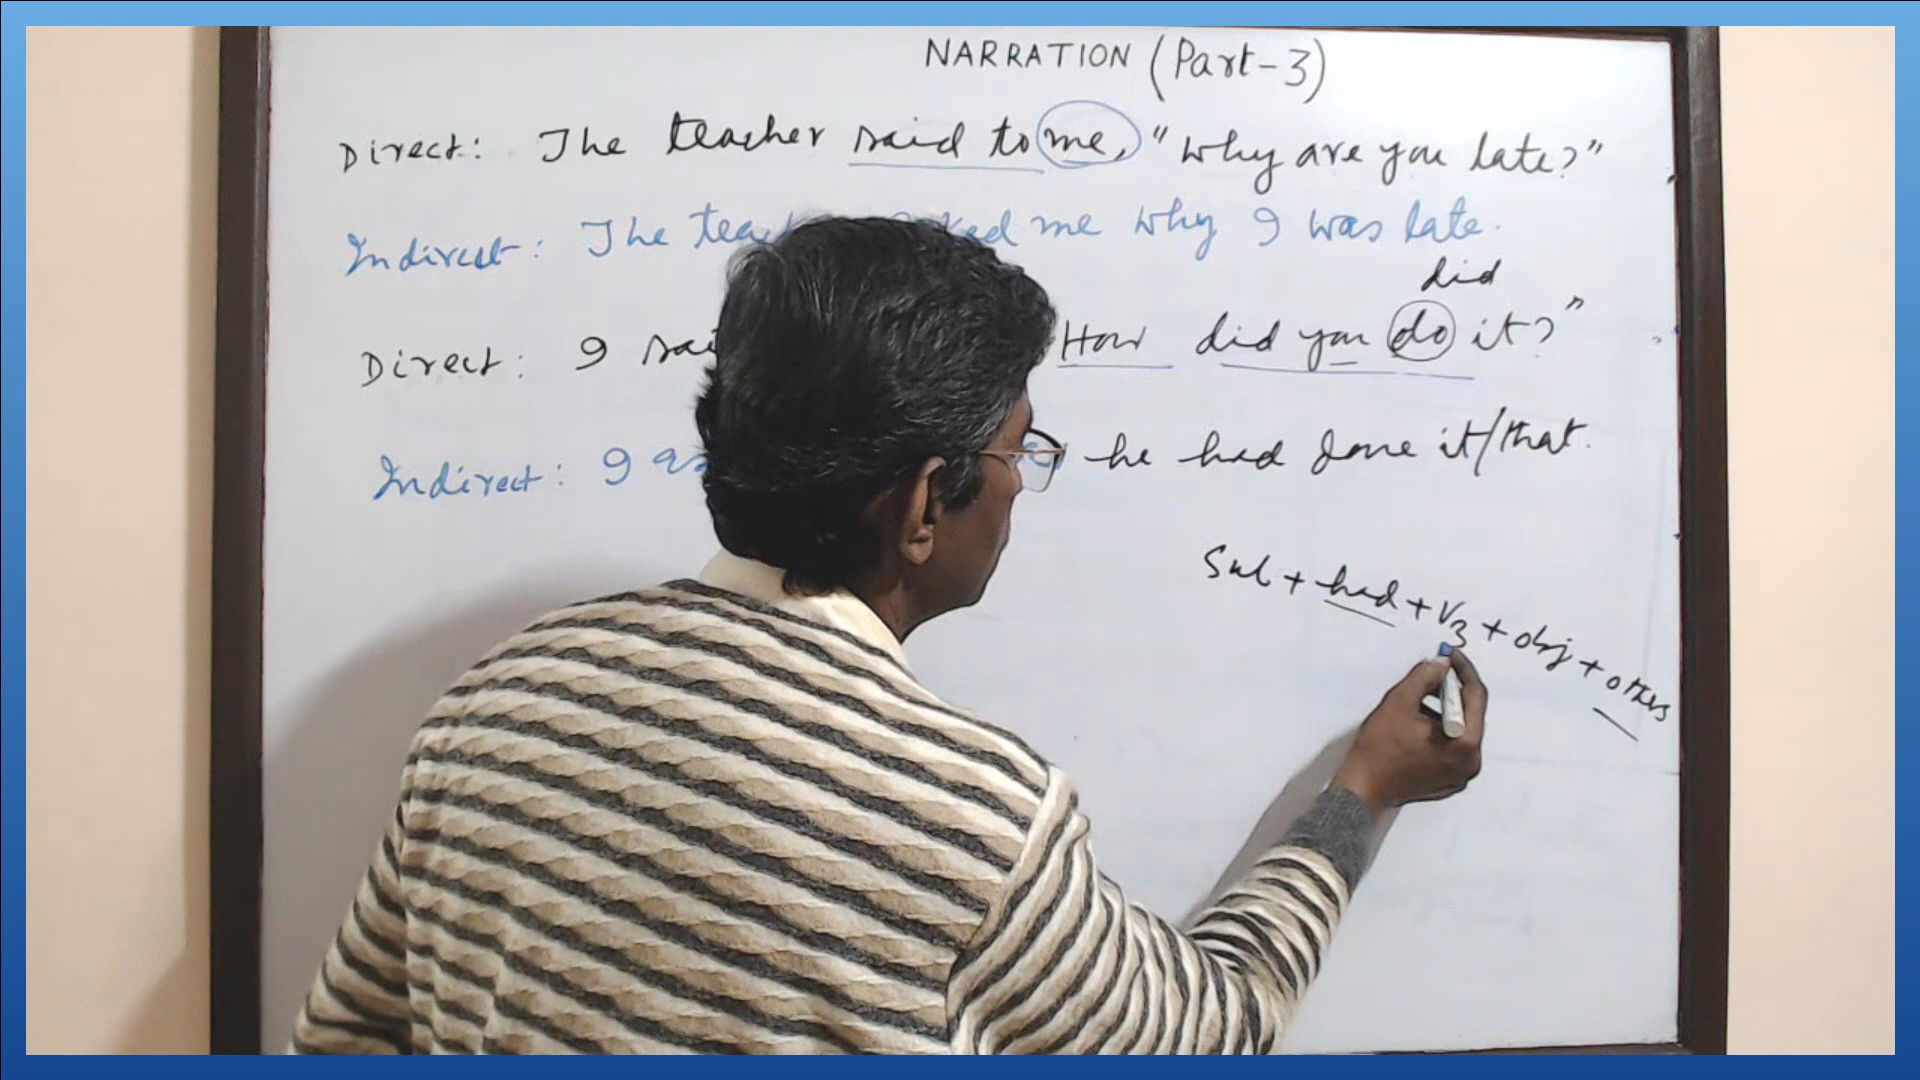 NARRATION (Part-3)
Direct: The teacher said to me, "Why are you late?"
Indirect: The me why I was late.
did
Direct: I How did you do it?"
Indirect: I he had done it/that.
Sub + had + V3 + obj + others